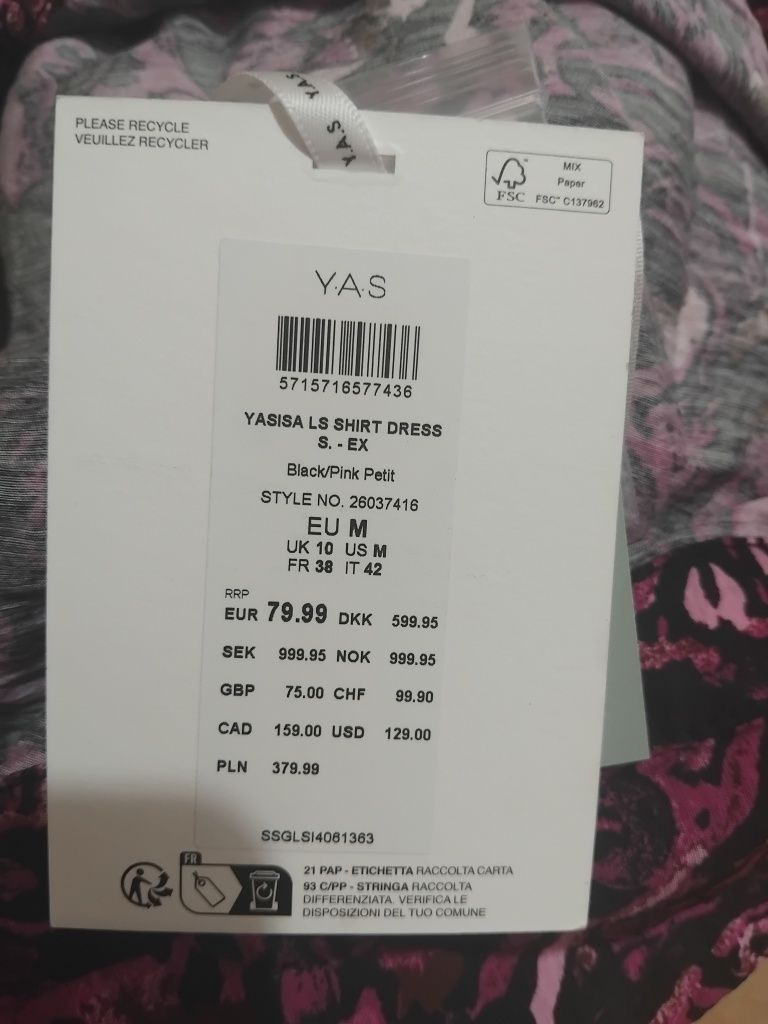 PLEASE RECYCLE
VEUILLEZ RECYCLER
Y.A.S
Y.A.S
MIX
Paper
FSC
FSC™ C137962
Y.A.S
5715716577436
YASISA LS SHIRT DRESS
S. - EX
Black/Pink Petit
STYLE NO. 26037416
EU M
UK 10 US M
FR 38 IT 42
RRP
EUR 79.99 DKK 599.95
SEK 999.95 NOK 999.95
GBP 75.00 CHF 99.90
CAD 159.00 USD 129.00
PLN 379.99
SSGLSI4061363
FR
21 PAP - ETICHETTA RACCOLTA CARTA
93 C/PP - STRINGA RACCOLTA
DIFFERENZIATA. VERIFICA LE
DISPOSIZIONI DEL TUO COMUNE